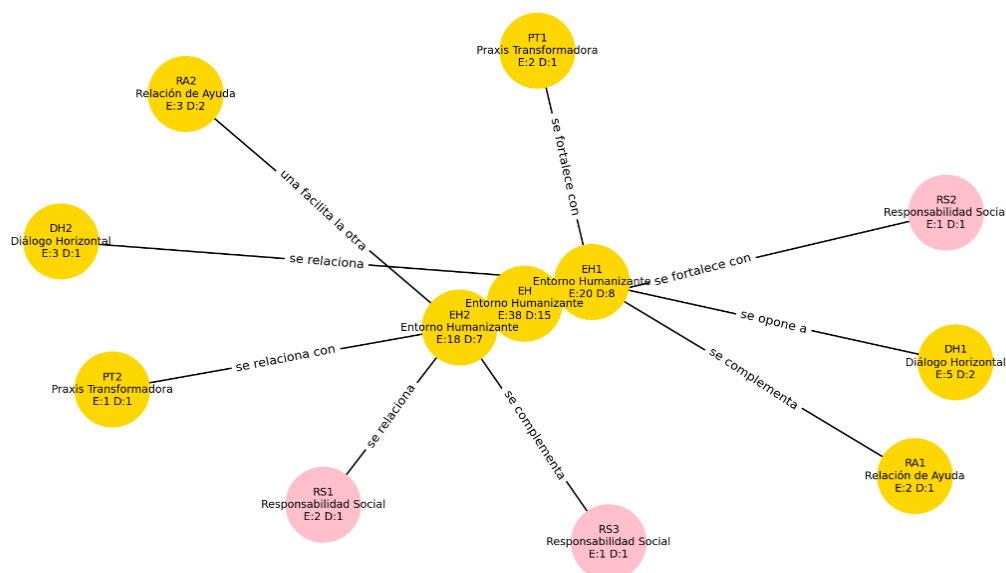 PT1
Praxis Transformadora
E:2 D:1
RA2
Relación de Ayuda
E:3 D:2
se fortalece con
una facilita la otra
RS2
Responsabilidad Social
E:1 D:1
DH2
Diálogo Horizontal
E:3 D:1
se relaciona
se fortalece con
EH1
Entorno Humanizante
E:20 D:8
EH
Entorno Humanizante
E:38 D:15
EH2
Entorno Humanizante
E:18 D:7
se opone a
DH1
Diálogo Horizontal
E:5 D:2
se relaciona con
PT2
Praxis Transformadora
E:1 D:1
se complementa
se relaciona
se complementa
RA1
Relación de Ayuda
E:2 D:1
RS1
Responsabilidad Social
E:2 D:1
RS3
Responsabilidad Social
E:1 D:1